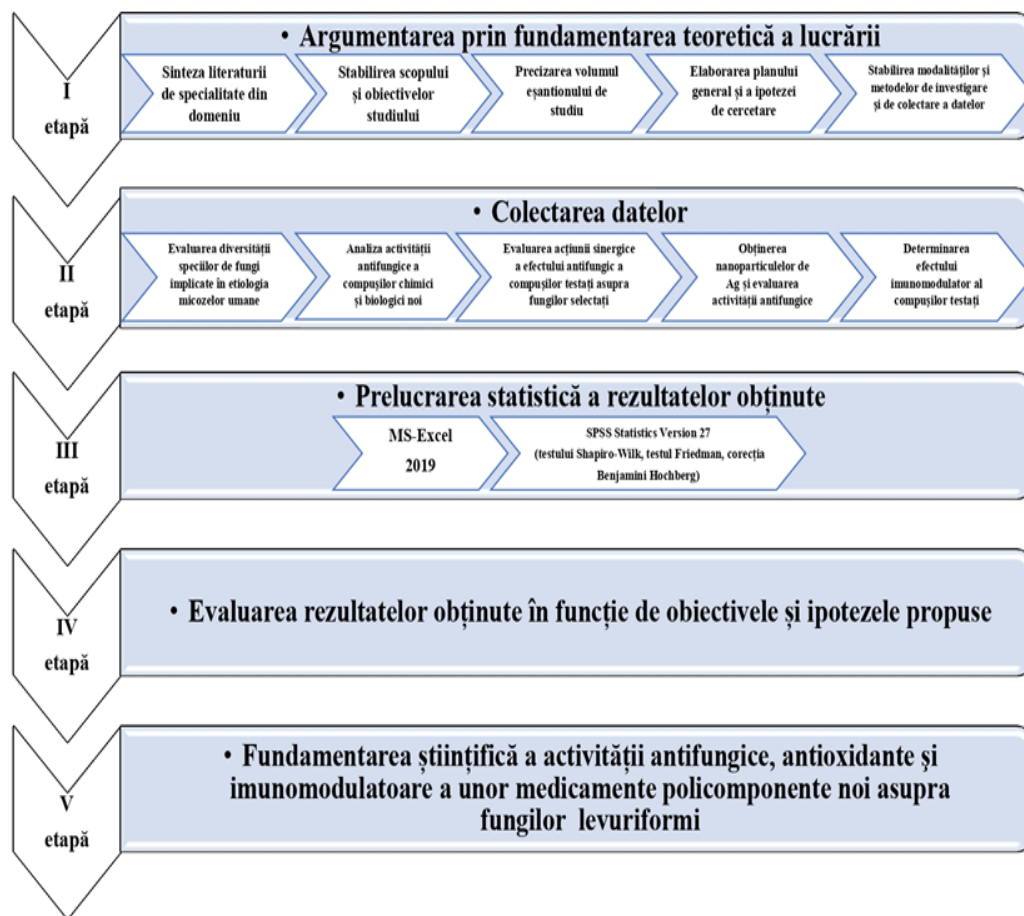 I
etapă
• Argumentarea prin fundamentarea teoretică a lucrării
Sinteza literaturii
de specialitate din
domeniu
Stabilirea scopului
și obiectivelor
studiului
Precizarea volumul
eșantionului de
studiu
Elaborarea planului
general și a ipotezei
de cercetare
Stabilirea modalităților și
metodelor de investigare
și de colectare a datelor
II
etapă
• Colectarea datelor
Evaluarea diversității
speciilor de fungi
implicate în etiologia
micozelor umane
Analiza activității
antifungice a
compușilor chimici
și biologici noi
Evaluarea acțiunii sinergice
a efectului antifungic a
compușilor testați asupra
fungilor selectați
Obținerea
nanoparticulelor de
Ag și evaluarea
activității antifungice
Determinarea
efectului
imunomodulator al
compușilor testați
III
etapă
• Prelucrarea statistică a rezultatelor obținute
MS-Excel
2019
SPSS Statistics Version 27
(testului Shapiro-Wilk, testul Friedman, corecția
Benjamini Hochberg)
IV
etapă
• Evaluarea rezultatelor obținute în funcție de obiectivele și ipotezele propuse
V
etapă
• Fundamentarea științifică a activității antifungice, antioxidante şi
imunomodulatoare a unor medicamente policomponente noi asupra
fungilor levuriformi